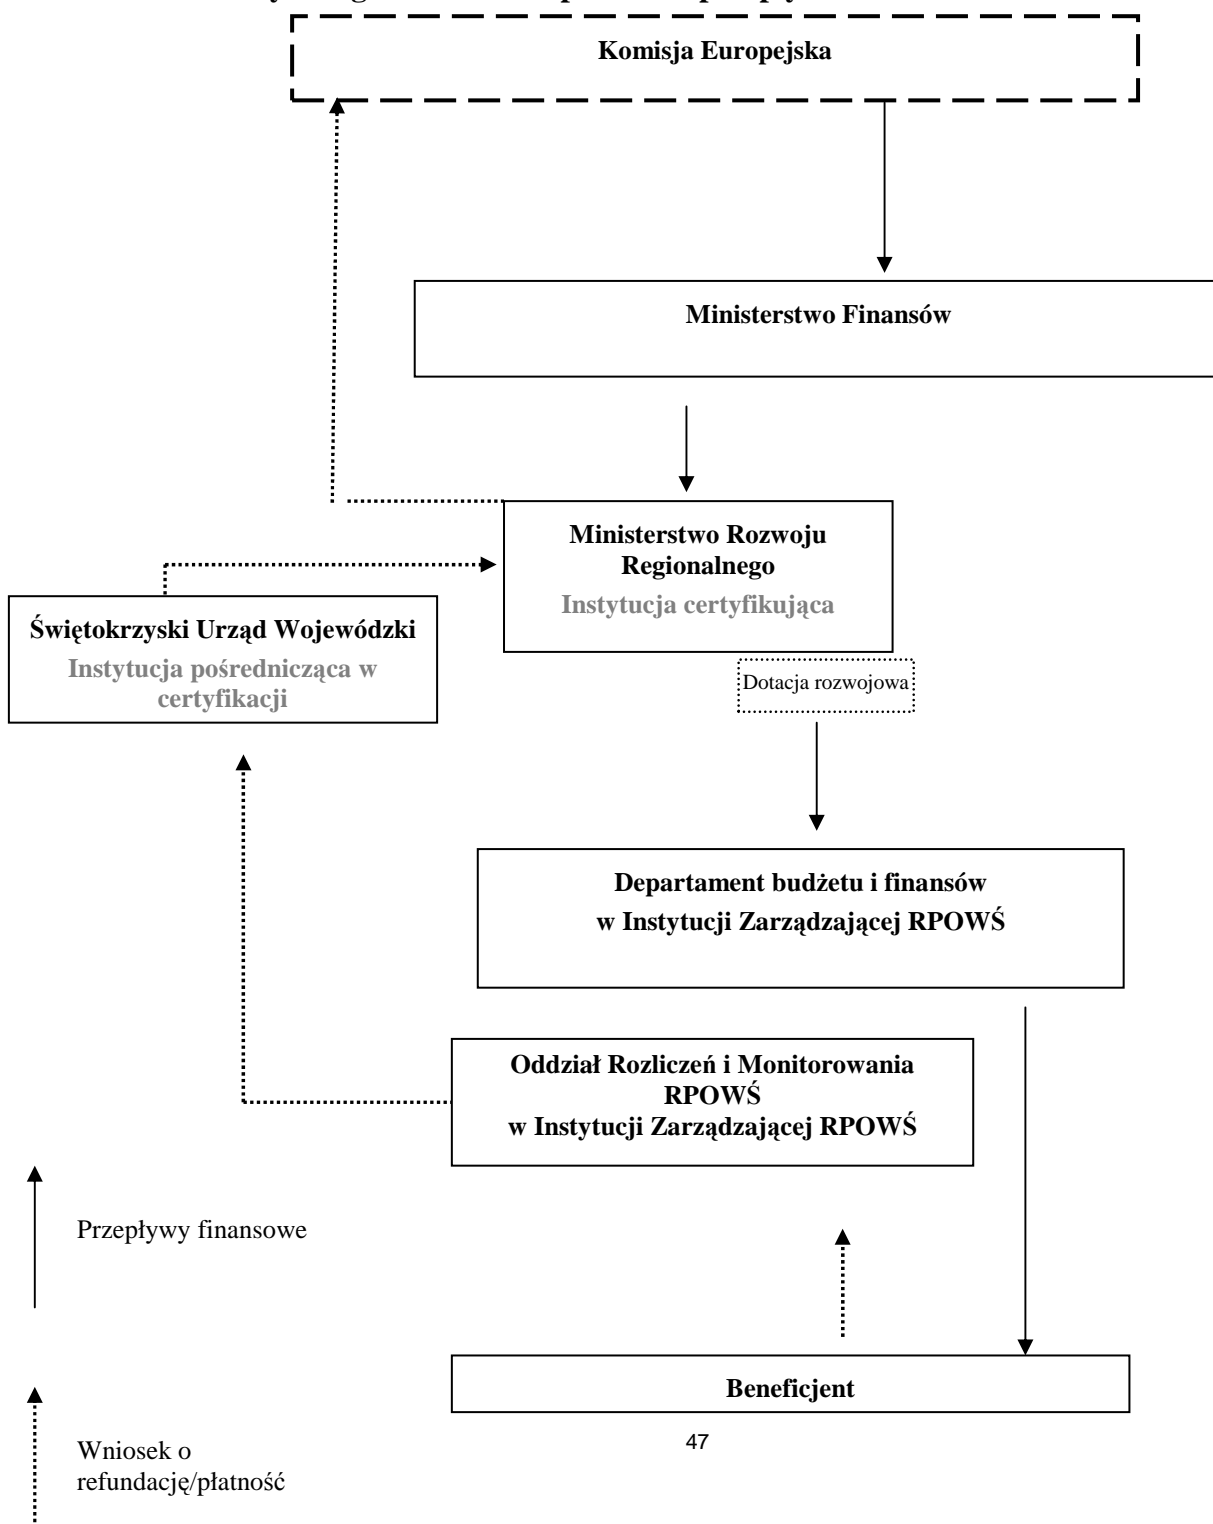 Komisja Europejska
Ministerstwo Finansów
Ministerstwo Rozwoju
Regionalnego
Instytucja certyfikująca
Świętokrzyski Urząd Wojewódzki
Instytucja pośrednicząca w
certyfikacji
Dotacja rozwojowa
Departament budżetu i finansów
w Instytucji Zarządzającej RPOWŚ
Oddział Rozliczeń i Monitorowania
RPOWŚ
w Instytucji Zarządzającej RPOWŚ
Przepływy finansowe
Beneficjent
Wniosek o
refundację/płatność
47